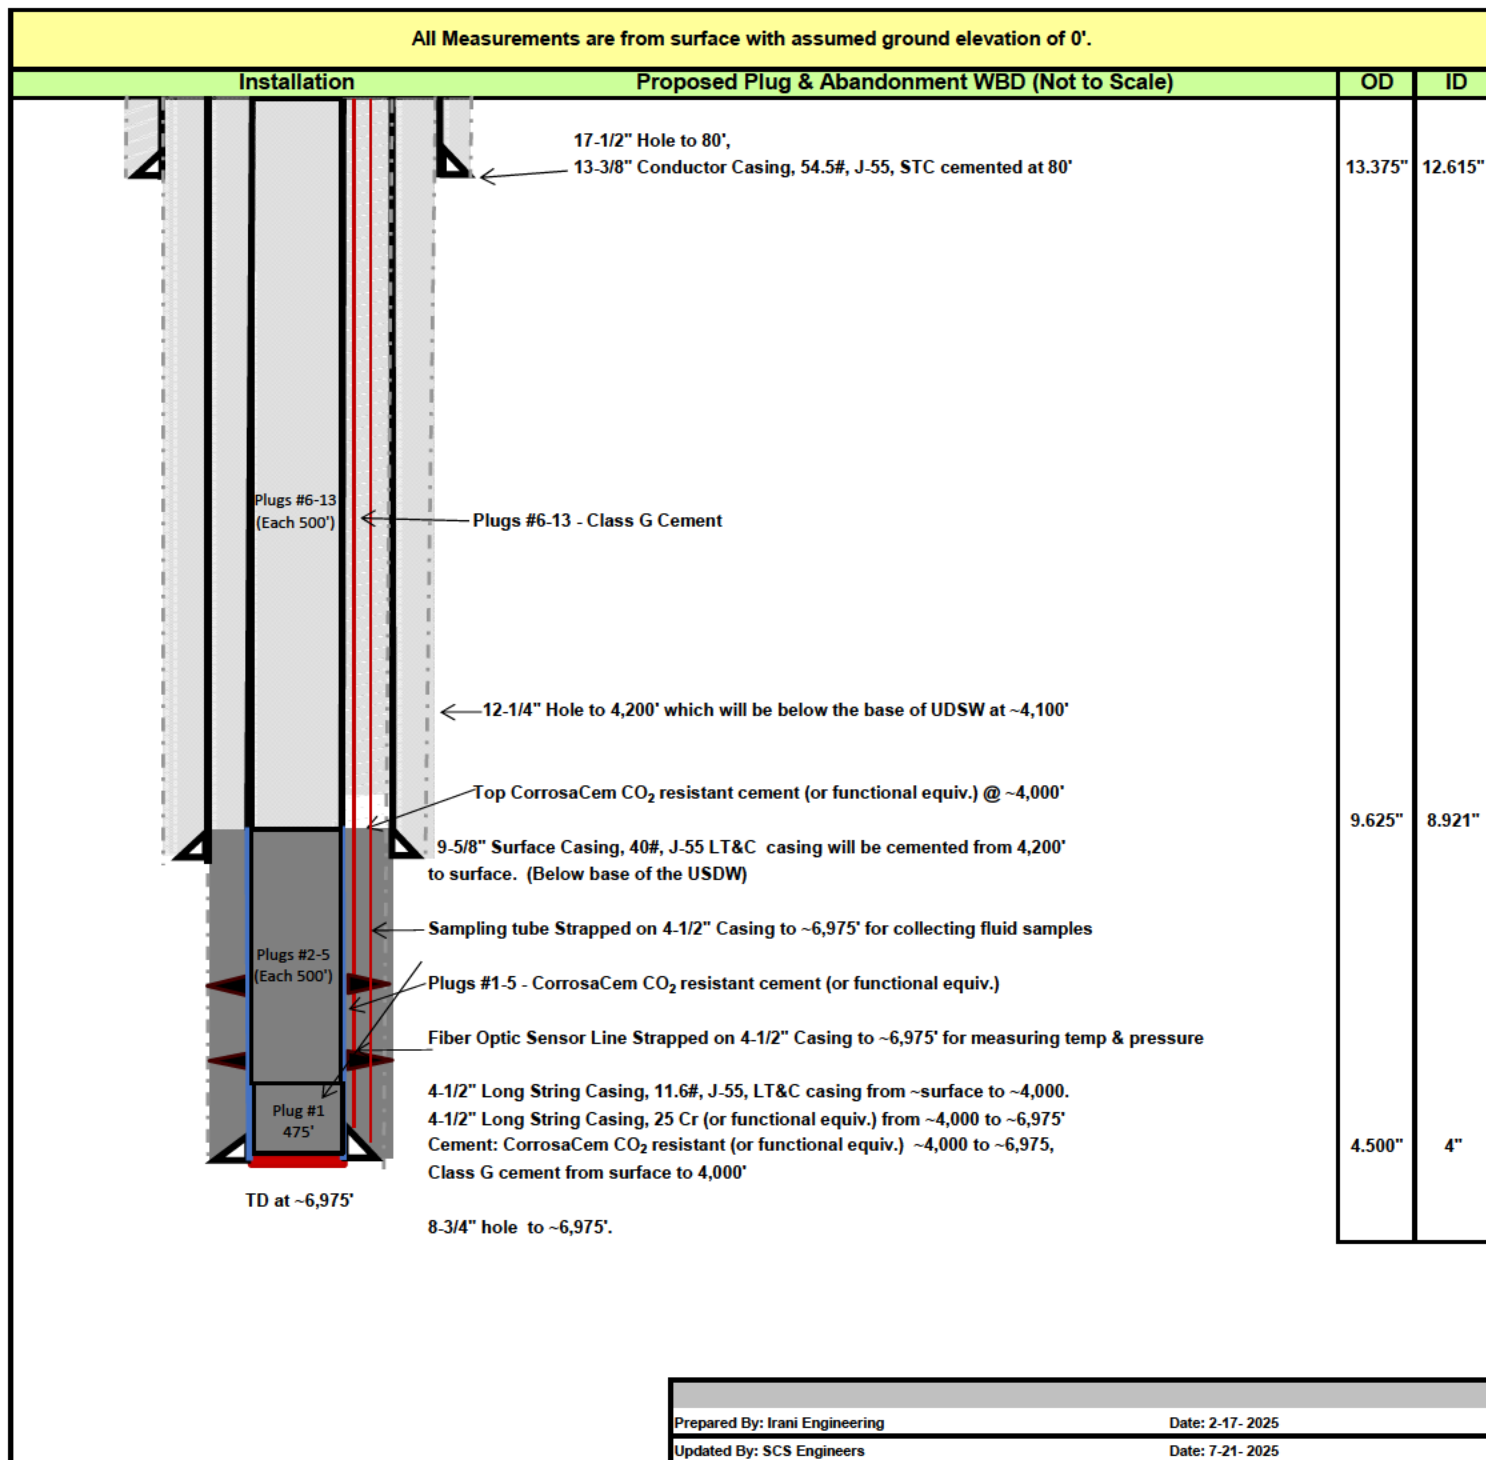 All Measurements are from surface with assumed ground elevation of 0'.
Installation Proposed Plug & Abandonment WBD (Not to Scale) OD ID
17-1/2" Hole to 80',
13-3/8" Conductor Casing, 54.5#, J-55, STC cemented at 80' 13.375" 12.615"
Plugs #6-13
(Each 500')
Plugs #6-13 - Class G Cement
12-1/4" Hole to 4,200' which will be below the base of UDSW at ~4,100'
Top CorrosaCem CO₂ resistant cement (or functional equiv.) @ ~4,000'
9.625" 8.921"
9-5/8" Surface Casing, 40#, J-55 LT&C casing will be cemented from 4,200'
to surface. (Below base of the USDW)
Sampling tube Strapped on 4-1/2" Casing to ~6,975' for collecting fluid samples
Plugs #2-5
(Each 500')
Plugs #1-5 - CorrosaCem CO₂ resistant cement (or functional equiv.)
Fiber Optic Sensor Line Strapped on 4-1/2" Casing to ~6,975' for measuring temp & pressure
4-1/2" Long String Casing, 11.6#, J-55, LT&C casing from ~surface to ~4,000.
4-1/2" Long String Casing, 25 Cr (or functional equiv.) from ~4,000 to ~6,975'
Plug #1
475'
Cement: CorrosaCem CO₂ resistant (or functional equiv.) ~4,000 to ~6,975,
4.500" 4"
Class G cement from surface to 4,000'
TD at ~6,975'
8-3/4" hole to ~6,975'.
Prepared By: Irani Engineering Date: 2-17- 2025
Updated By: SCS Engineers Date: 7-21- 2025